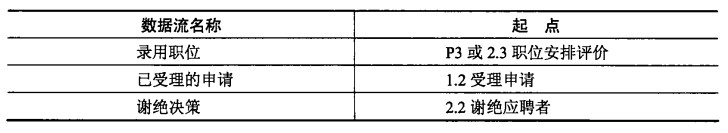 数据流名称 起 点
录用职位 P3 或 2.3 职位安排评价
已受理的申请 1.2 受理申请
谢绝决策 2.2 谢绝应聘者